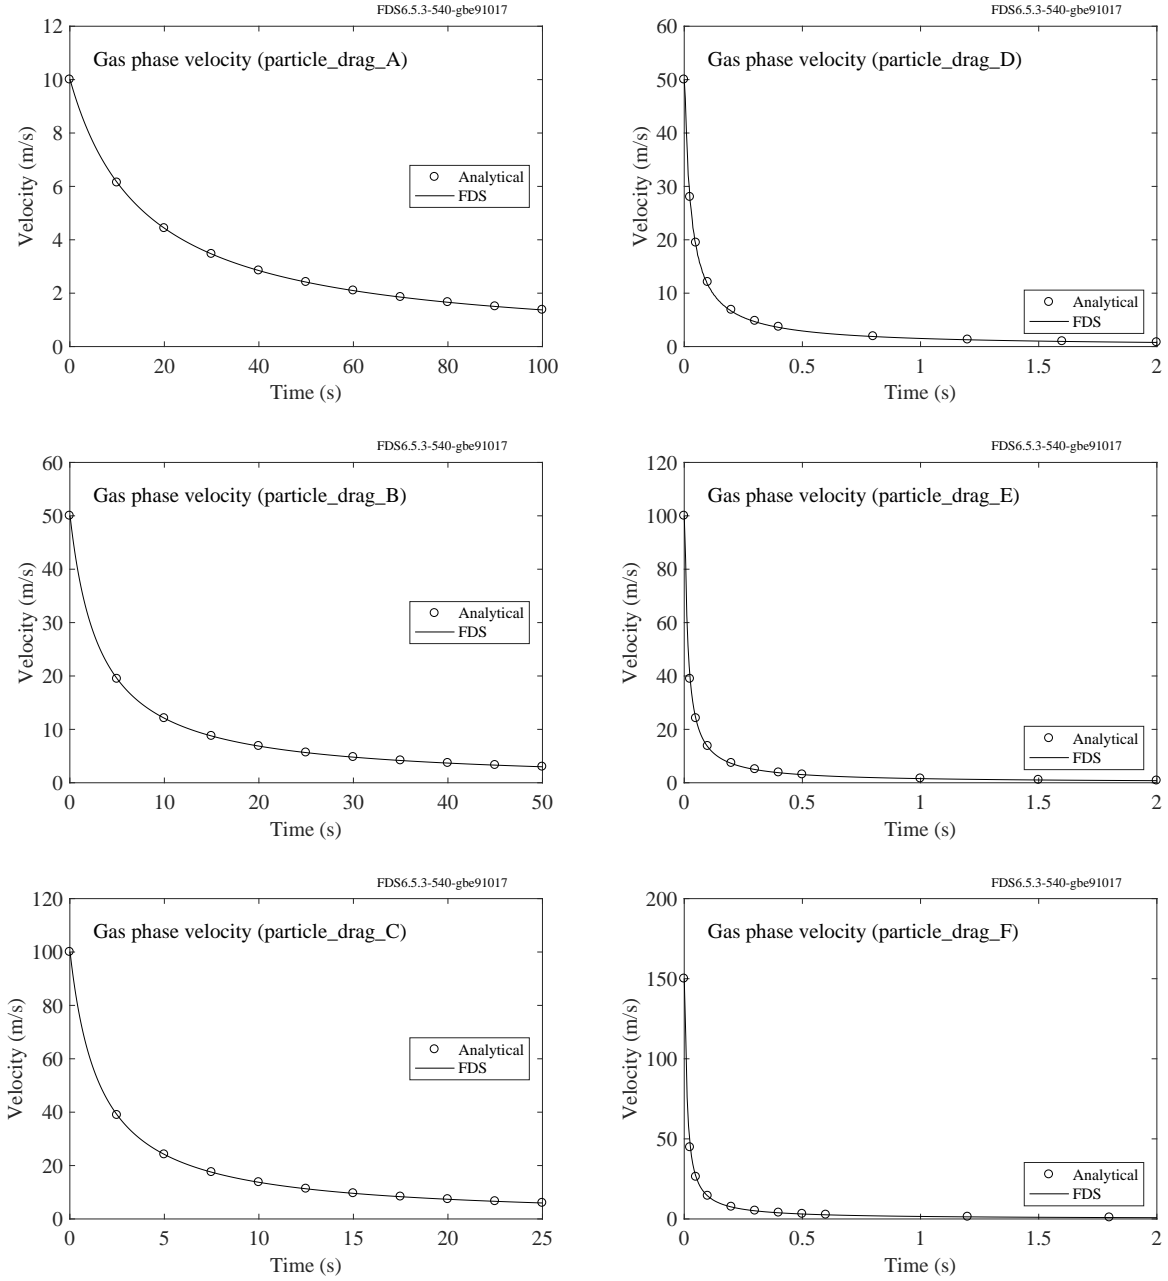 FDS6.5.3-540-gbe91017
Gas phase velocity (particle_drag_A)
Velocity (m/s)
12
10
8
6
4
2
0
Analytical
FDS
0 20 40 60 80 100
Time (s)
FDS6.5.3-540-gbe91017
Gas phase velocity (particle_drag_D)
Velocity (m/s)
60
50
40
30
20
10
0
Analytical
FDS
0 0.5 1 1.5 2
Time (s)
FDS6.5.3-540-gbe91017
Gas phase velocity (particle_drag_B)
Velocity (m/s)
60
50
40
30
20
10
0
Analytical
FDS
0 10 20 30 40 50
Time (s)
FDS6.5.3-540-gbe91017
Gas phase velocity (particle_drag_E)
Velocity (m/s)
120
100
80
60
40
20
0
Analytical
FDS
0 0.5 1 1.5 2
Time (s)
FDS6.5.3-540-gbe91017
Gas phase velocity (particle_drag_C)
Velocity (m/s)
120
100
80
60
40
20
0
Analytical
FDS
0 5 10 15 20 25
Time (s)
FDS6.5.3-540-gbe91017
Gas phase velocity (particle_drag_F)
Velocity (m/s)
200
150
100
50
0
Analytical
FDS
0 0.5 1 1.5 2
Time (s)